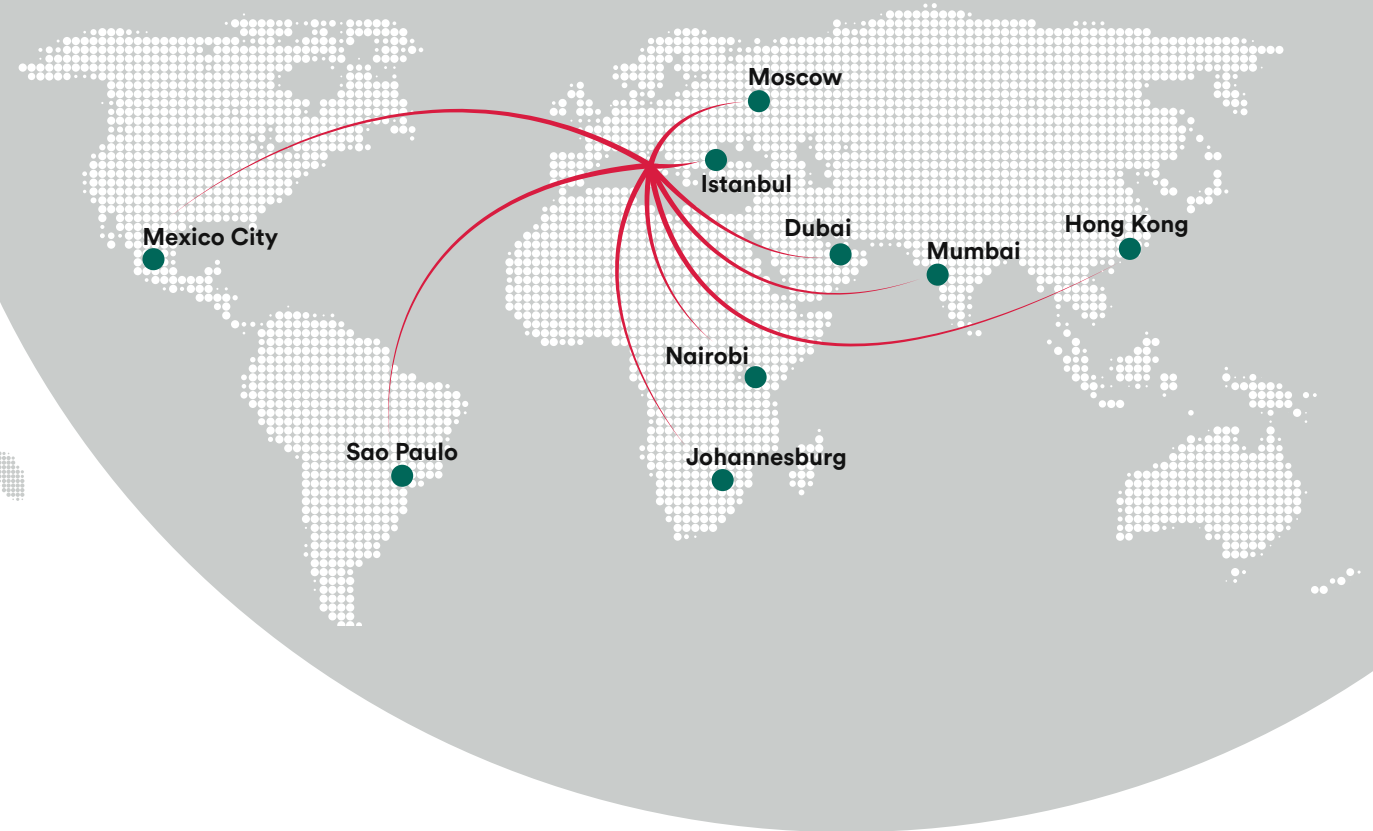 Moscow
Istanbul
Dubai
Hong Kong
Mexico City
Mumbai
Nairobi
Sao Paulo
Johannesburg